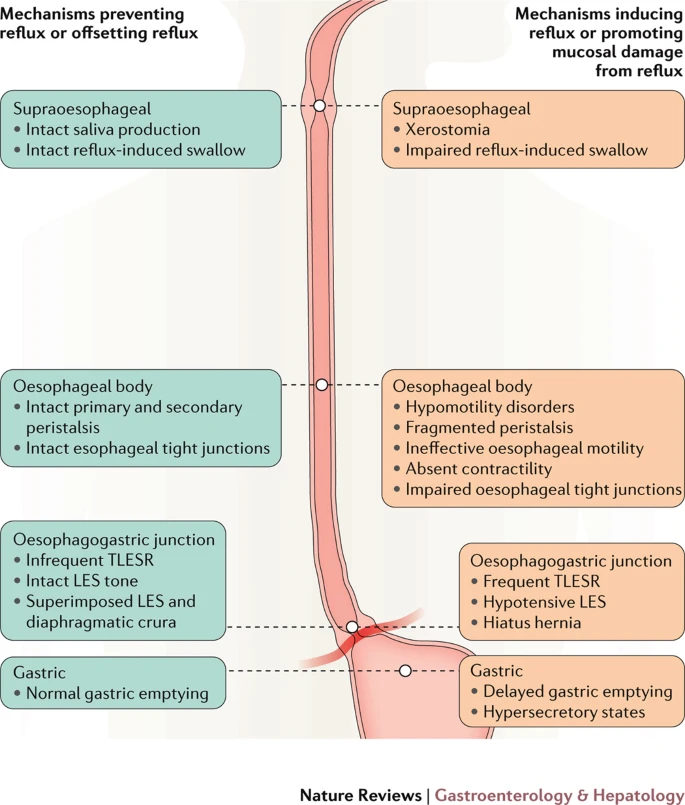 Mechanisms preventing
reflux or offsetting reflux
Mechanisms inducing
reflux or promoting
mucosal damage
from reflux
Supraoesophageal
• Intact saliva production
• Intact reflux-induced swallow
Supraoesophageal
• Xerostomia
• Impaired reflux-induced swallow
Oesophageal body
• Intact primary and secondary
peristalsis
• Intact esophageal tight junctions
Oesophageal body
• Hypomotility disorders
• Fragmented peristalsis
• Ineffective oesophageal motility
• Absent contractility
• Impaired oesophageal tight junctions
Oesophagogastric junction
• Infrequent TLESR
• Intact LES tone
• Superimposed LES and
diaphragmatic crura
Oesophagogastric junction
• Frequent TLESR
• Hypotensive LES
• Hiatus hernia
Gastric
• Normal gastric emptying
Gastric
• Delayed gastric emptying
• Hypersecretory states
Nature Reviews | Gastroenterology & Hepatology